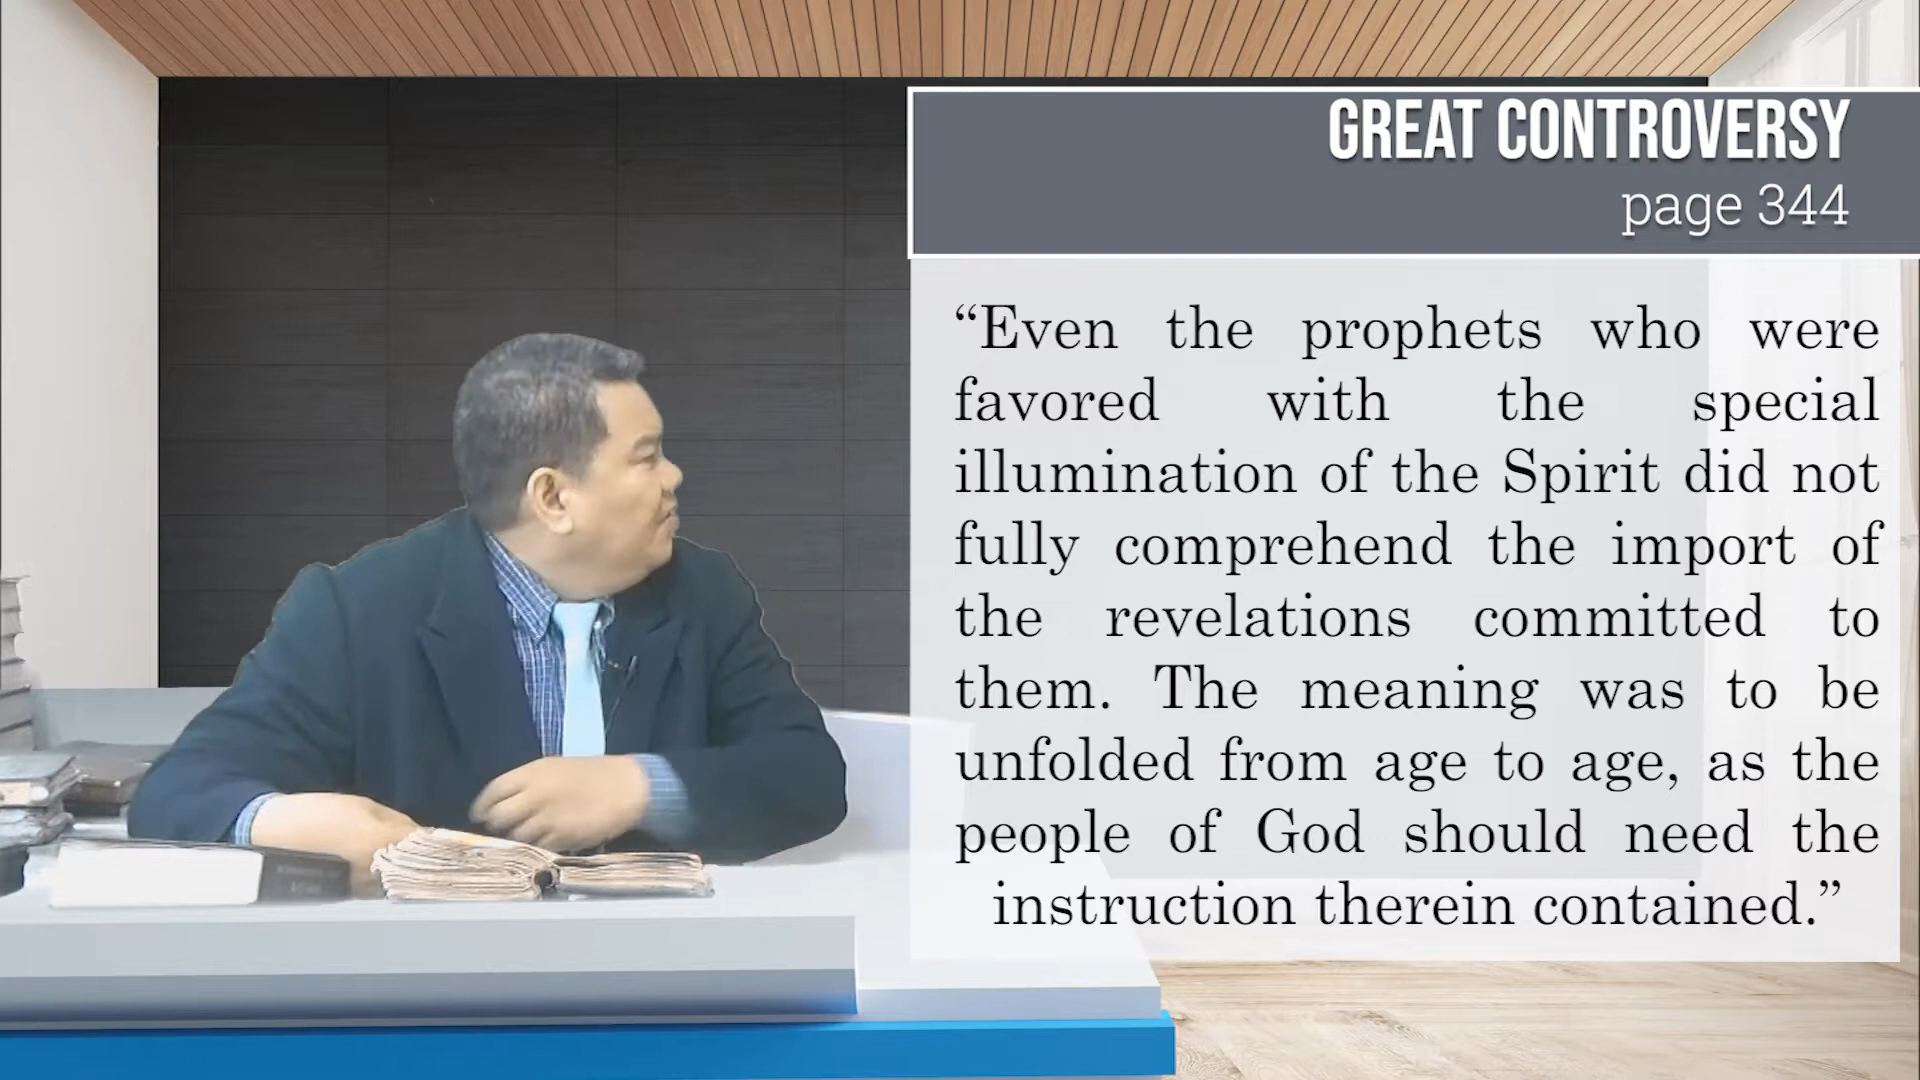 GREAT CONTROVERSY
page 344
“Even the prophets who were
favored with the special
illumination of the Spirit did not
fully comprehend the import of
the revelations committed to
them. The meaning was to be
unfolded from age to age, as the
people of God should need the
instruction therein contained.”